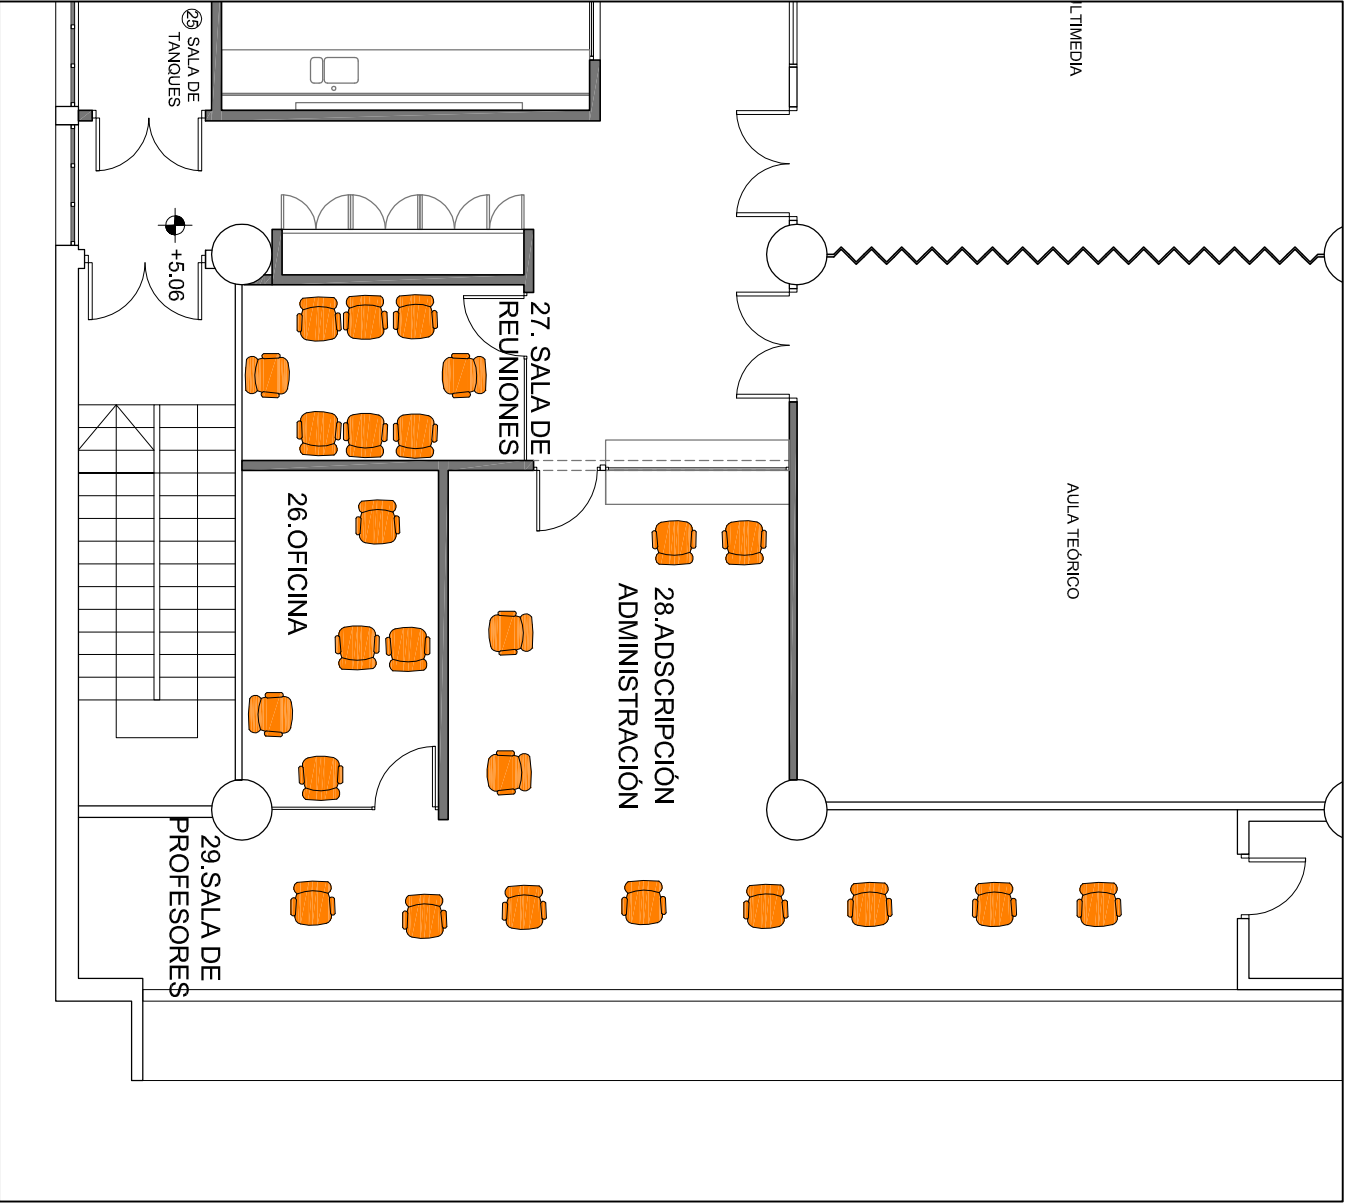 25 SALA DE
TANQUES
LTIMEDIA
+5.06
27. SALA DE
REUNIONES
26.OFICINA
28.ADSCRIPCIÓN
ADMINISTRACIÓN
AULA TEÓRICO
29.SALA DE
PROFESORES